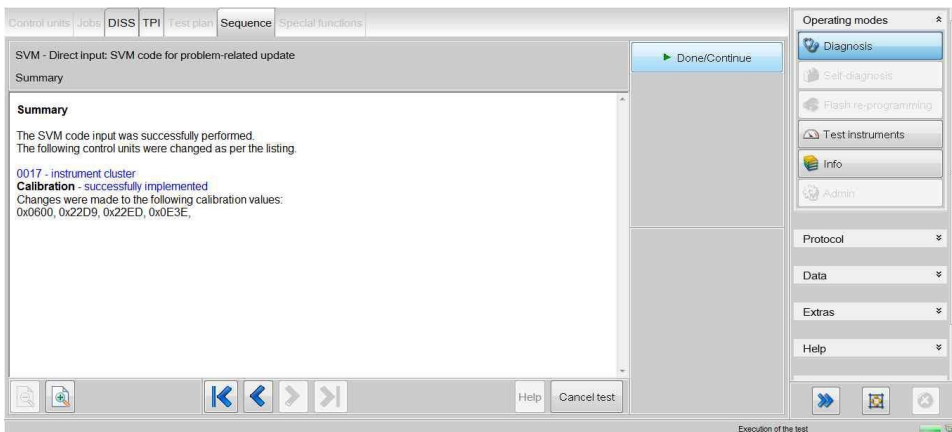 Control units Jobs DISS TPI Test plan Sequence Special functions
SVM - Direct input: SVM code for problem-related update
Summary
Summary
The SVM code input was successfully performed.
The following control units were changed as per the listing.
0017 - instrument cluster
Calibration - successfully implemented
Changes were made to the following calibration values:
0x0600, 0x22D9, 0x22ED, 0x0E3E,
Help Cancel test
Done/Continue
Operating modes
Diagnosis
Self-diagnosis
Flash re-programming
Test instruments
Info
Admin
Protocol
Data
Extras
Help
Execution of the test